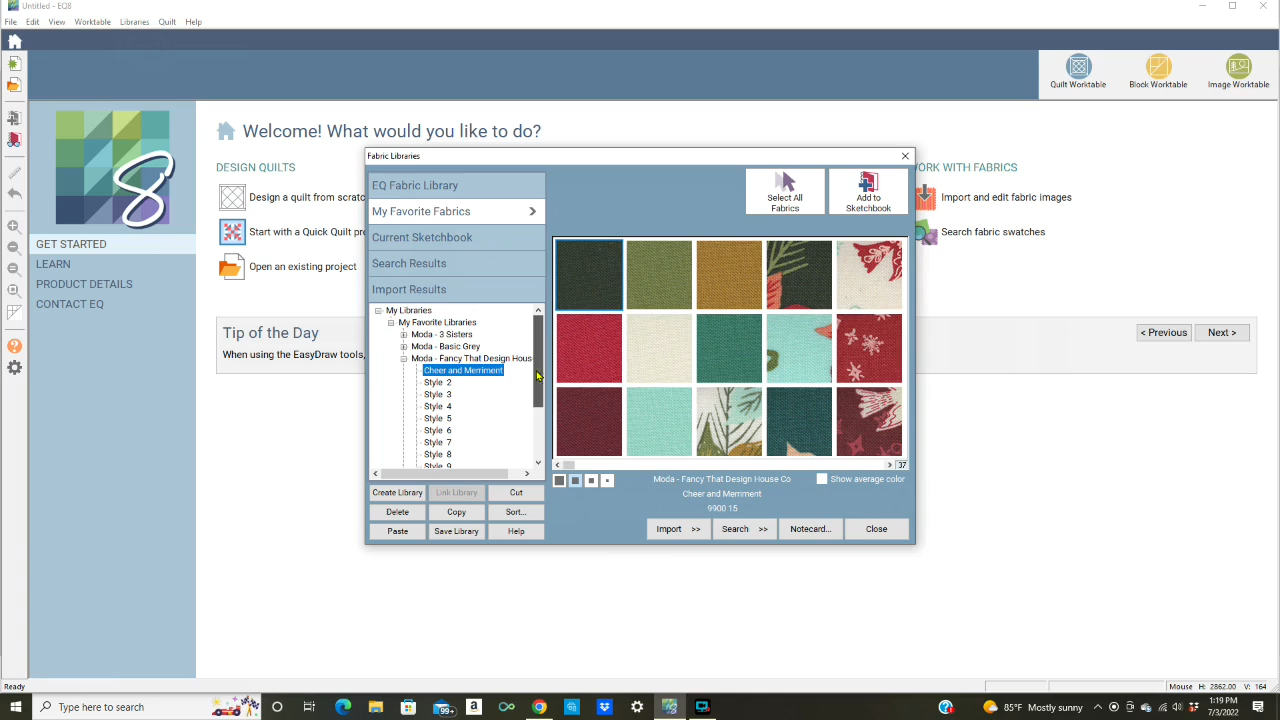 Untitled - EQ8
File Edit View Worktable Libraries Quilt Help
Quilt Worktable Block Worktable Image Worktable
8
GET STARTED
LEARN
PRODUCT DETAILS
CONTACT EQ
Welcome! What would you like to do?
DESIGN QUILTS
Design a quilt from scratc
Start with a Quick Quilt pr
Open an existing project
ORK WITH FABRICS
Import and edit fabric images
Search fabric swatches
Tip of the Day
When using the EasyDraw tools,
< Previous Next >
Fabric Libraries
EQ Fabric Library
My Favorite Fabrics
Current Sketchbook
Search Results
Import Results
Select All
Fabrics
Add to
Sketchbook
My Libraries
My Favorite Libraries
Moda - 3 Sisters
Moda - Basic Grey
Moda - Fancy That Design Hous
Cheer and Merriment
Style 2
Style 3
Style 4
Style 5
Style 6
Style 7
Style 8
Style 9
37
Create Library Link Library Cut
Delete Copy Sort...
Paste Save Library Help
Moda - Fancy That Design House Co
Cheer and Merriment
9900 15
Show average color
Import >> Search >> Notecard... Close
Ready
Mouse H: 2862.00 V: 164
Type here to search
99+
a
85°F Mostly sunny
1:19 PM
7/3/2022